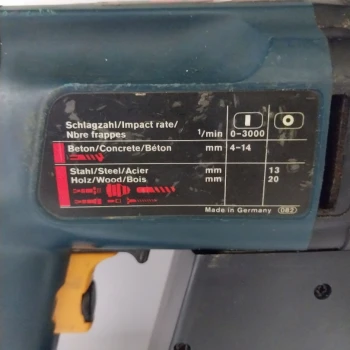 Schlagzahl/Impact rate/
Nbre frappes 1/min 0-3000
Beton/Concrete/Béton mm 4-14
Stahl/Steel/Acier mm 13
Holz/Wood/Bois mm 20
Made in Germany 062